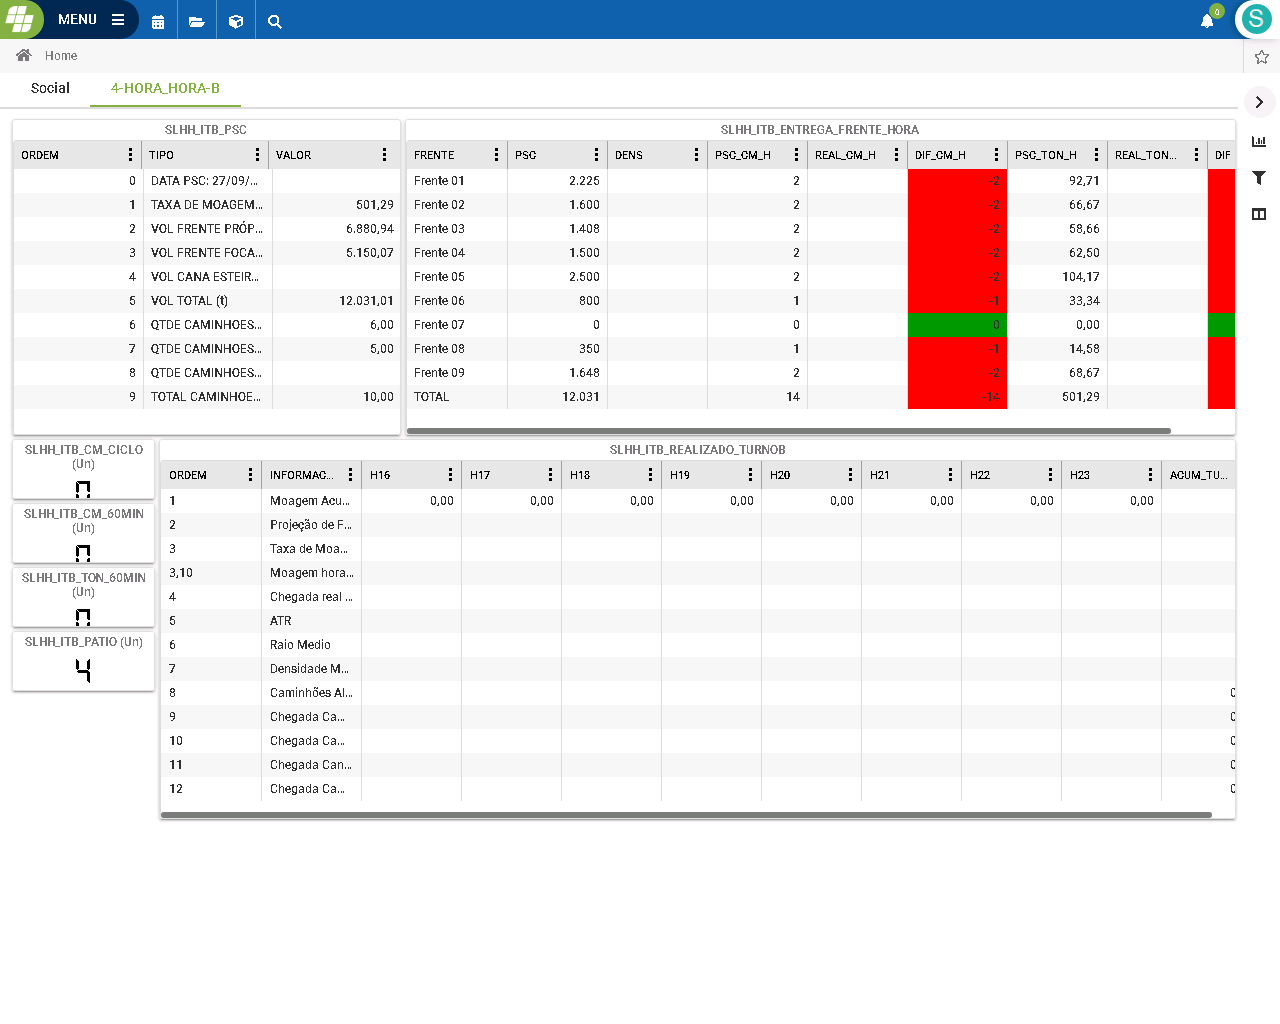 MENU
0
S
Home
Social
4-HORA_HORA-B
SLHH_ITB_PSC
ORDEM TIPO VALOR
0 DATA PSC: 27/09/...
1 TAXA DE MOAGEM... 501,29
2 VOL FRENTE PRÓP... 6.880,94
3 VOL FRENTE FOCA... 5.150,07
4 VOL CANA ESTEIR...
5 VOL TOTAL (t) 12.031,01
6 QTDE CAMINHOES... 6,00
7 QTDE CAMINHOES... 5,00
8 QTDE CAMINHOES...
9 TOTAL CAMINHOE... 10,00
SLHH_ITB_ENTREGA_FRENTE_HORA
FRENTE PSC DENS PSC_CM_H REAL_CM_H DIF_CM_H PSC_TON_H REAL_TON... DIF
Frente 01 2.225 2 -2 92,71
Frente 02 1.600 2 -2 66,67
Frente 03 1.408 2 -2 58,66
Frente 04 1.500 2 -2 62,50
Frente 05 2.500 2 -2 104,17
Frente 06 800 1 -1 33,34
Frente 07 0 0 0 0,00
Frente 08 350 1 -1 14,58
Frente 09 1.648 2 -2 68,67
TOTAL 12.031 14 -14 501,29
SLHH_ITB_CM_CICLO
(Un)
0
SLHH_ITB_CM_60MIN
(Un)
0
SLHH_ITB_TON_60MIN
(Un)
0
SLHH_ITB_PATIO (Un)
4
SLHH_ITB_REALIZADO_TURNOB
ORDEM INFORMAC... H16 H17 H18 H19 H20 H21 H22 H23 ACUM_TU...
1 Moagem Acu... 0,00 0,00 0,00 0,00 0,00 0,00 0,00 0,00
2 Projeção de F...
3 Taxa de Moa...
3,10 Moagem hora...
4 Chegada real ...
5 ATR
6 Raio Medio
7 Densidade M...
8 Caminhões Al... 0
9 Chegada Ca... 0
10 Chegada Ca... 0
11 Chegada Can... 0
12 Chegada Ca... 0